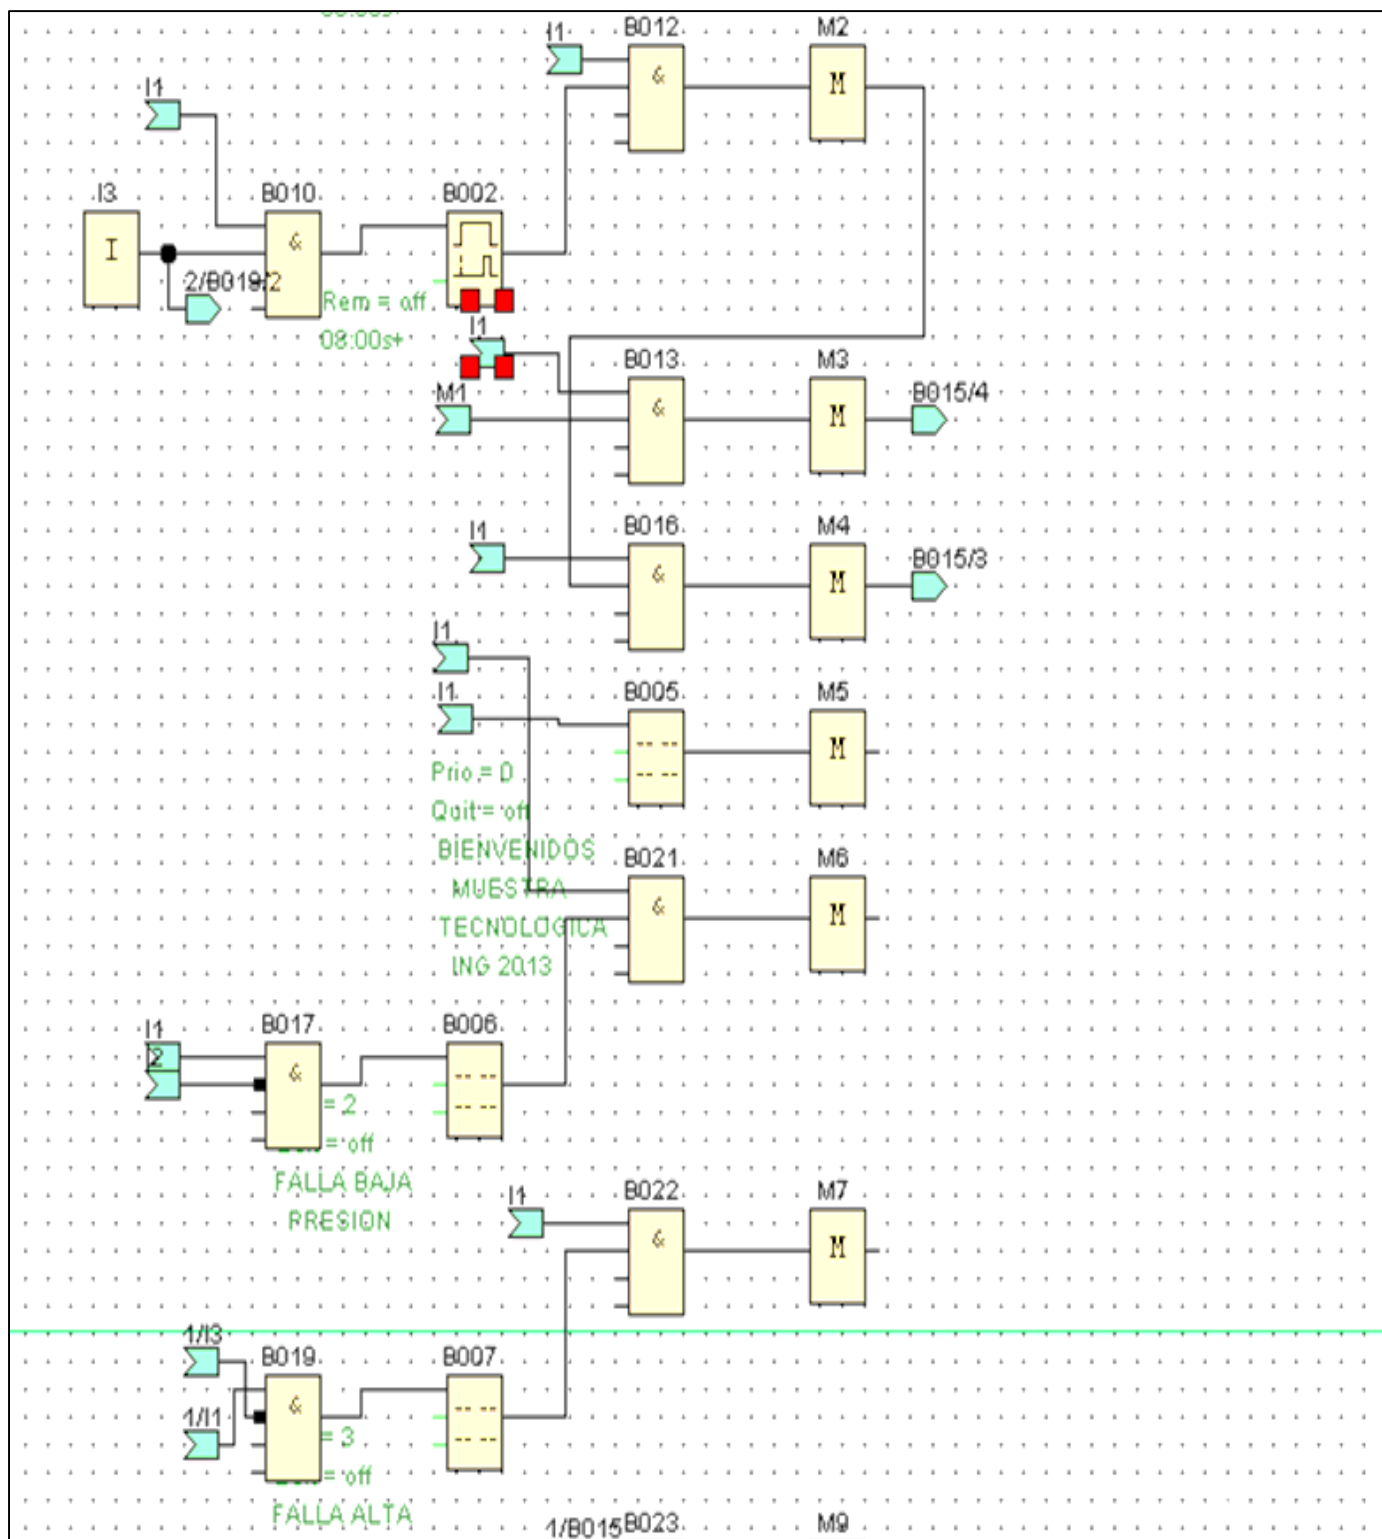 I1
B012
M2
&
M
I1
I3
B010
B002
I
&
2/B019/2
Rem = off
08:00s+
I1
B013
M3
M1
&
M
B015/4
I1
B016
M4
&
M
B015/3
I1
I1
B005
M5
M
Prio = 0
Quit = off
BIENVENIDOS
MUESTRA
TECNOLOGICA
ING 2013
B021
M6
&
M
I1
B017
B006
2
&
= 2
= off
FALLA BAJA
PRESION
I1
B022
M7
&
M
1/I3
B019
B007
&
1/I1
= 3
= off
FALLA ALTA
1/B015
B023
M9